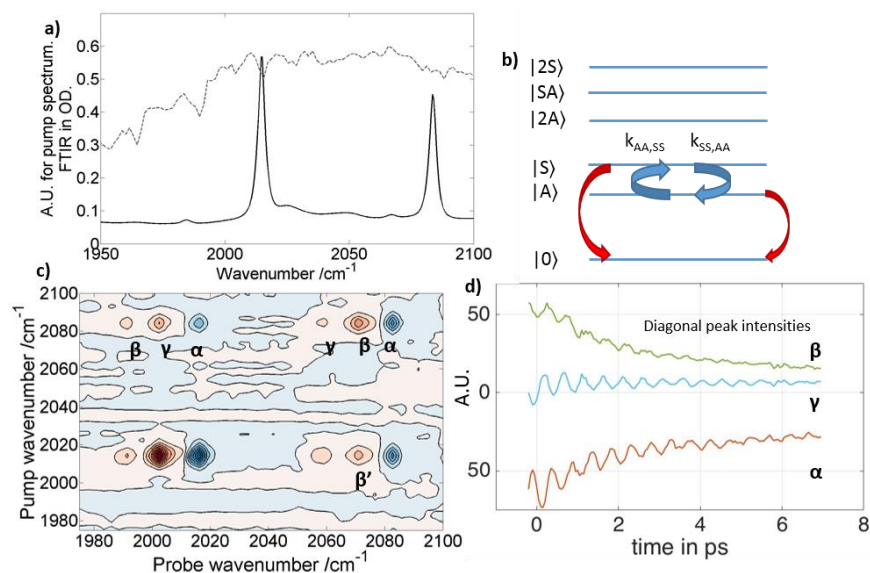 a)
A.U. for pump spectrum.
FTIR in OD.
0.6
0.5
0.4
0.3
0.2
0.1
0
1950
2000
2050
2100
Wavenumber /cm⁻¹
b)
|2S⟩
|SA⟩
|2A⟩
k_AA,SS k_SS,AA
|S⟩
|A⟩
|0⟩
c)
Pump wavenumber /cm⁻¹
2100
2080
2060
2040
2020
2000
1980
β γ α γ β α
β'
1980 2000 2020 2040 2060 2080 2100
Probe wavenumber /cm⁻¹
d)
A.U.
50
0
50
Diagonal peak intensities
β
γ
α
0 2 4 6 8
time in ps